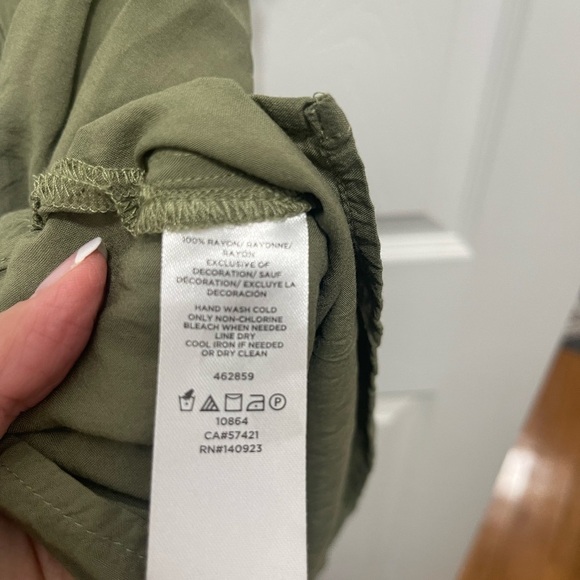 100% RAYON/ RAYONNE/
RAYÓN
EXCLUSIVE OF
DECORATION/ SAUF
DÉCORATION/ EXCLUYE LA
DECORACIÓN
HAND WASH COLD
ONLY NON-CHLORINE
BLEACH WHEN NEEDED
LINE DRY
COOL IRON IF NEEDED
OR DRY CLEAN
462859
P
10864
CA#57421
RN#140923